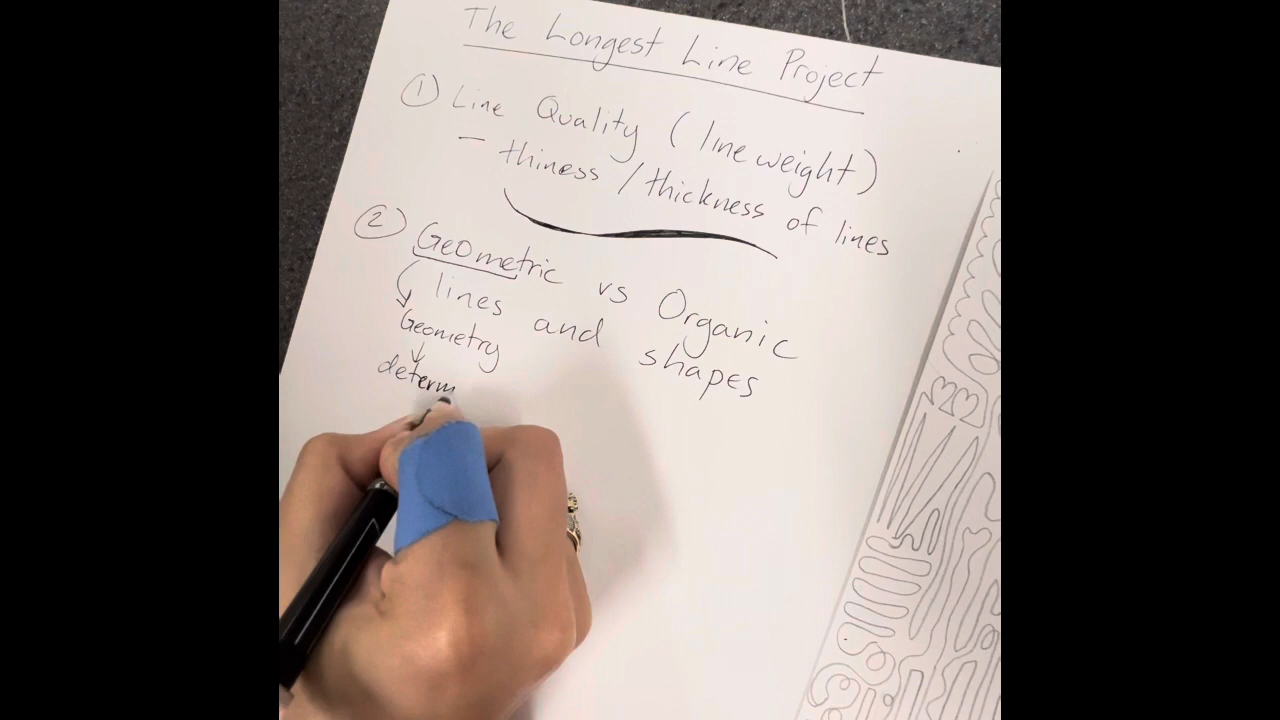 The Longest Line Project
① Line Quality (line weight)
- thiness / thickness of lines
② Geometric vs Organic
lines and shapes
Geometry
determ